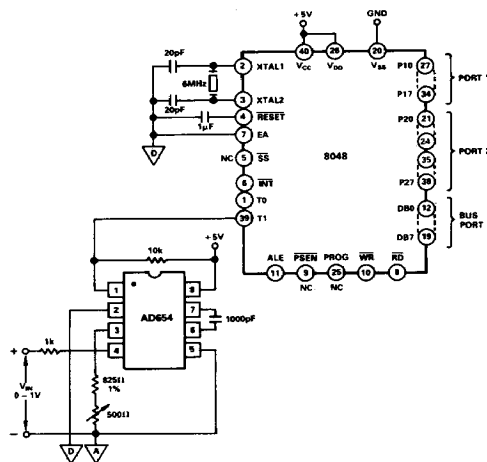 +5V
GND
20pF
2
XTAL1
40
26
20
VCC
VDD
VSS
P10
27
6MHz
PORT 1
3
XTAL2
P17
34
20pF
4
RESET
P20
21
1µF
7
EA
24
D
NC
5
SS
8048
35
6
INT
P27
38
1
T0
DB0
12
BUS
PORT
39
T1
DB7
19
ALE
PSEN
PROG
WR
RD
11
9
25
10
8
NC
NC
+5V
10k
1
8
2
AD654
7
1000pF
3
6
1k
4
5
+
VIN
0 – 1V
–
825Ω
1%
500Ω
D
A